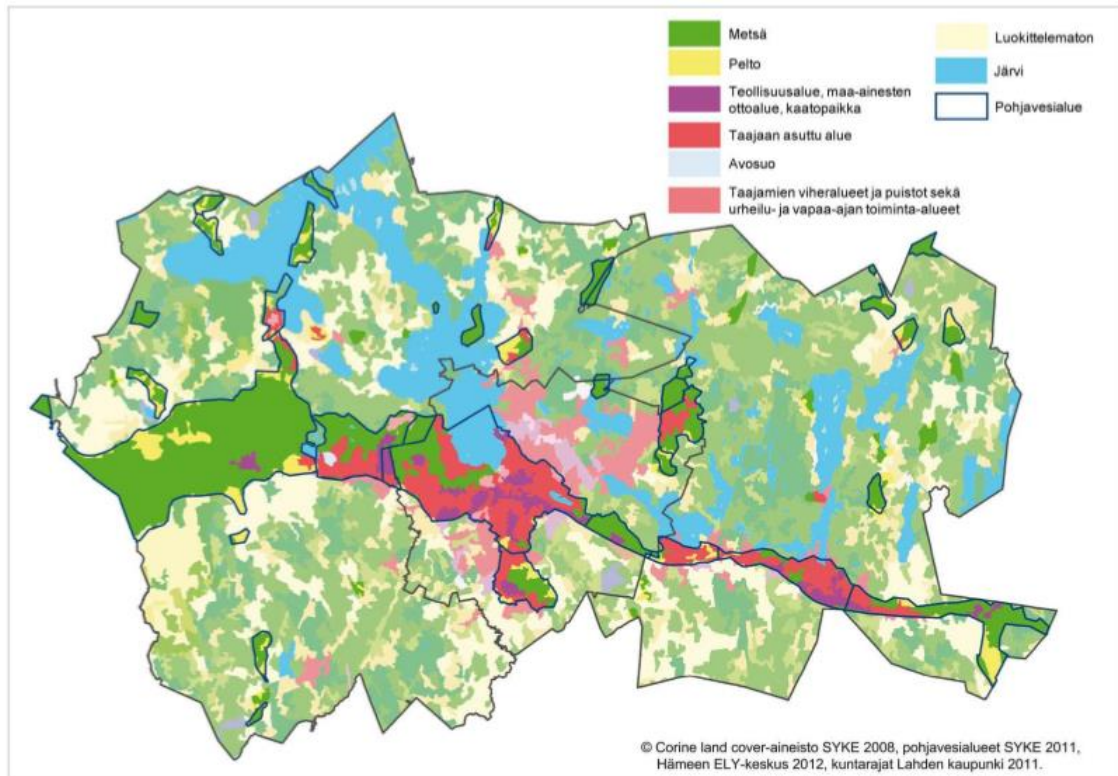 Metsä
Pelto
Teollisuusalue, maa-ainesten
ottoalue, kaatopaikka
Taajaan asuttu alue
Avosuo
Taajamien viheralueet ja puistot sekä
urheilu- ja vapaa-ajan toiminta-alueet
Luokittelematon
Järvi
Pohjavesialue
© Corine land cover-aineisto SYKE 2008, pohjavesialueet SYKE 2011,
Hämeen ELY-keskus 2012, kuntarajat Lahden kaupunki 2011.